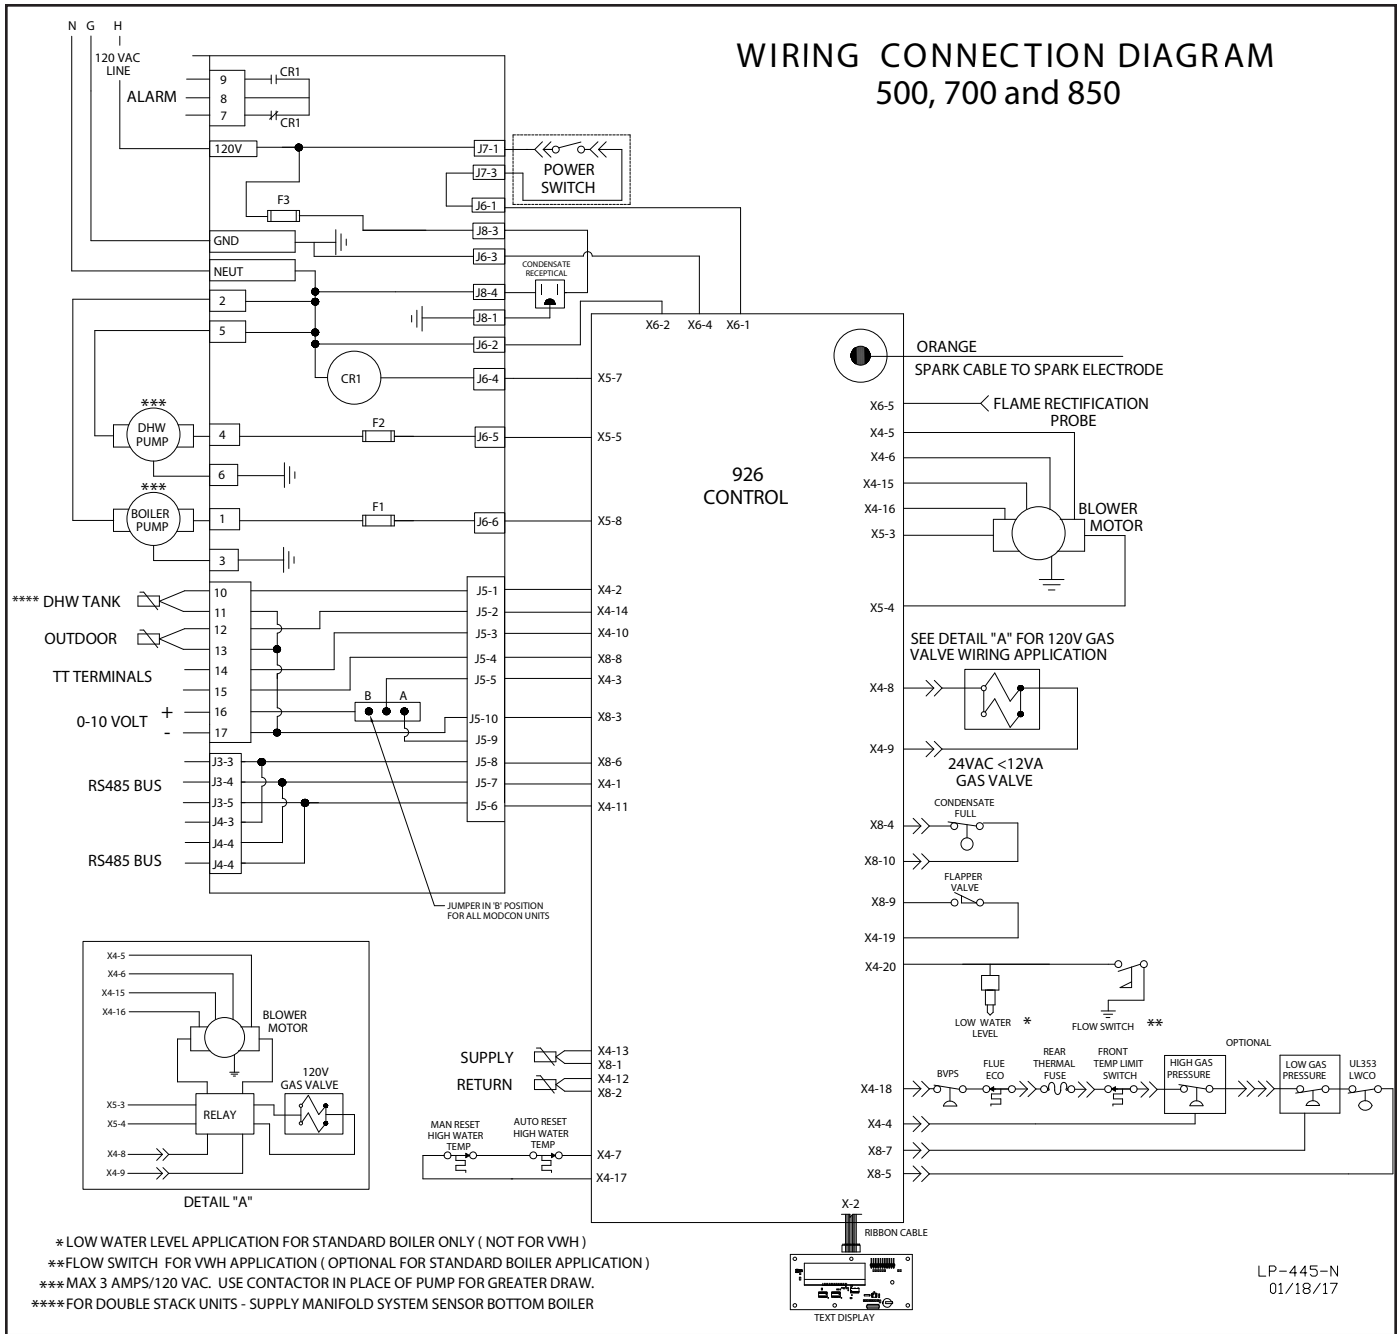 WIRING CONNECTION DIAGRAM
500, 700 and 850
N G H
120 VAC
LINE
ALARM
9
8
7
CR1
CR1
120V
J7-1
J7-3
POWER
SWITCH
F3
J6-1
J8-3
GND
J6-3
NEUT
CONDENSATE
RECEPTICAL
2
J8-4
J8-1
5
J6-2
CR1
J6-4
X6-2
X6-4
X6-1
X5-7
***
DHW
PUMP
4
F2
J6-5
X5-5
6
***
BOILER
PUMP
1
F1
J6-6
X5-8
3
926
CONTROL
ORANGE
SPARK CABLE TO SPARK ELECTRODE
X6-5
FLAME RECTIFICATION
PROBE
X4-5
X4-6
X4-15
X4-16
X5-3
BLOWER
MOTOR
X5-4
**** DHW TANK
OUTDOOR
TT TERMINALS
0-10 VOLT
+
-
10
11
12
13
14
15
16
17
B A
J5-1
J5-2
J5-3
J5-4
J5-5
J5-10
J5-9
J5-8
J5-7
J5-6
X4-2
X4-14
X4-10
X8-8
X4-3
X8-3
X8-6
X4-1
X4-11
RS485 BUS
J3-3
J3-4
J3-5
J4-3
J4-4
J4-4
RS485 BUS
JUMPER IN 'B' POSITION
FOR ALL MODCON UNITS
SEE DETAIL "A" FOR 120V GAS
VALVE WIRING APPLICATION
X4-8
X4-9
24VAC <12VA
GAS VALVE
CONDENSATE
FULL
X8-4
X8-10
FLAPPER
VALVE
X8-9
X4-19
X4-20
LOW WATER
LEVEL
*
FLOW SWITCH
**
OPTIONAL
X4-18
BVPS
FLUE
ECO
REAR
THERMAL
FUSE
FRONT
TEMP LIMIT
SWITCH
HIGH GAS
PRESSURE
LOW GAS
PRESSURE
UL353
LWCO
X4-4
X8-7
X8-5
SUPPLY
RETURN
X4-13
X8-1
X4-12
X8-2
MAN RESET
HIGH WATER
TEMP
AUTO RESET
HIGH WATER
TEMP
X4-7
X4-17
X-2
RIBBON CABLE
TEXT DISPLAY
X4-5
X4-6
X4-15
X4-16
BLOWER
MOTOR
120V
GAS VALVE
X5-3
X5-4
RELAY
X4-8
X4-9
DETAIL "A"
*LOW WATER LEVEL APPLICATION FOR STANDARD BOILER ONLY ( NOT FOR VWH )
**FLOW SWITCH FOR VWH APPLICATION ( OPTIONAL FOR STANDARD BOILER APPLICATION )
***MAX 3 AMPS/120 VAC. USE CONTACTOR IN PLACE OF PUMP FOR GREATER DRAW.
****FOR DOUBLE STACK UNITS - SUPPLY MANIFOLD SYSTEM SENSOR BOTTOM BOILER
LP-445-N
01/18/17